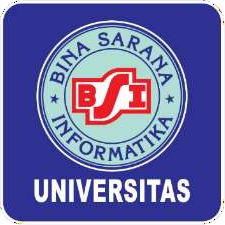 BINA SARANA
BSI
INFORMATIKA
UNIVERSITAS